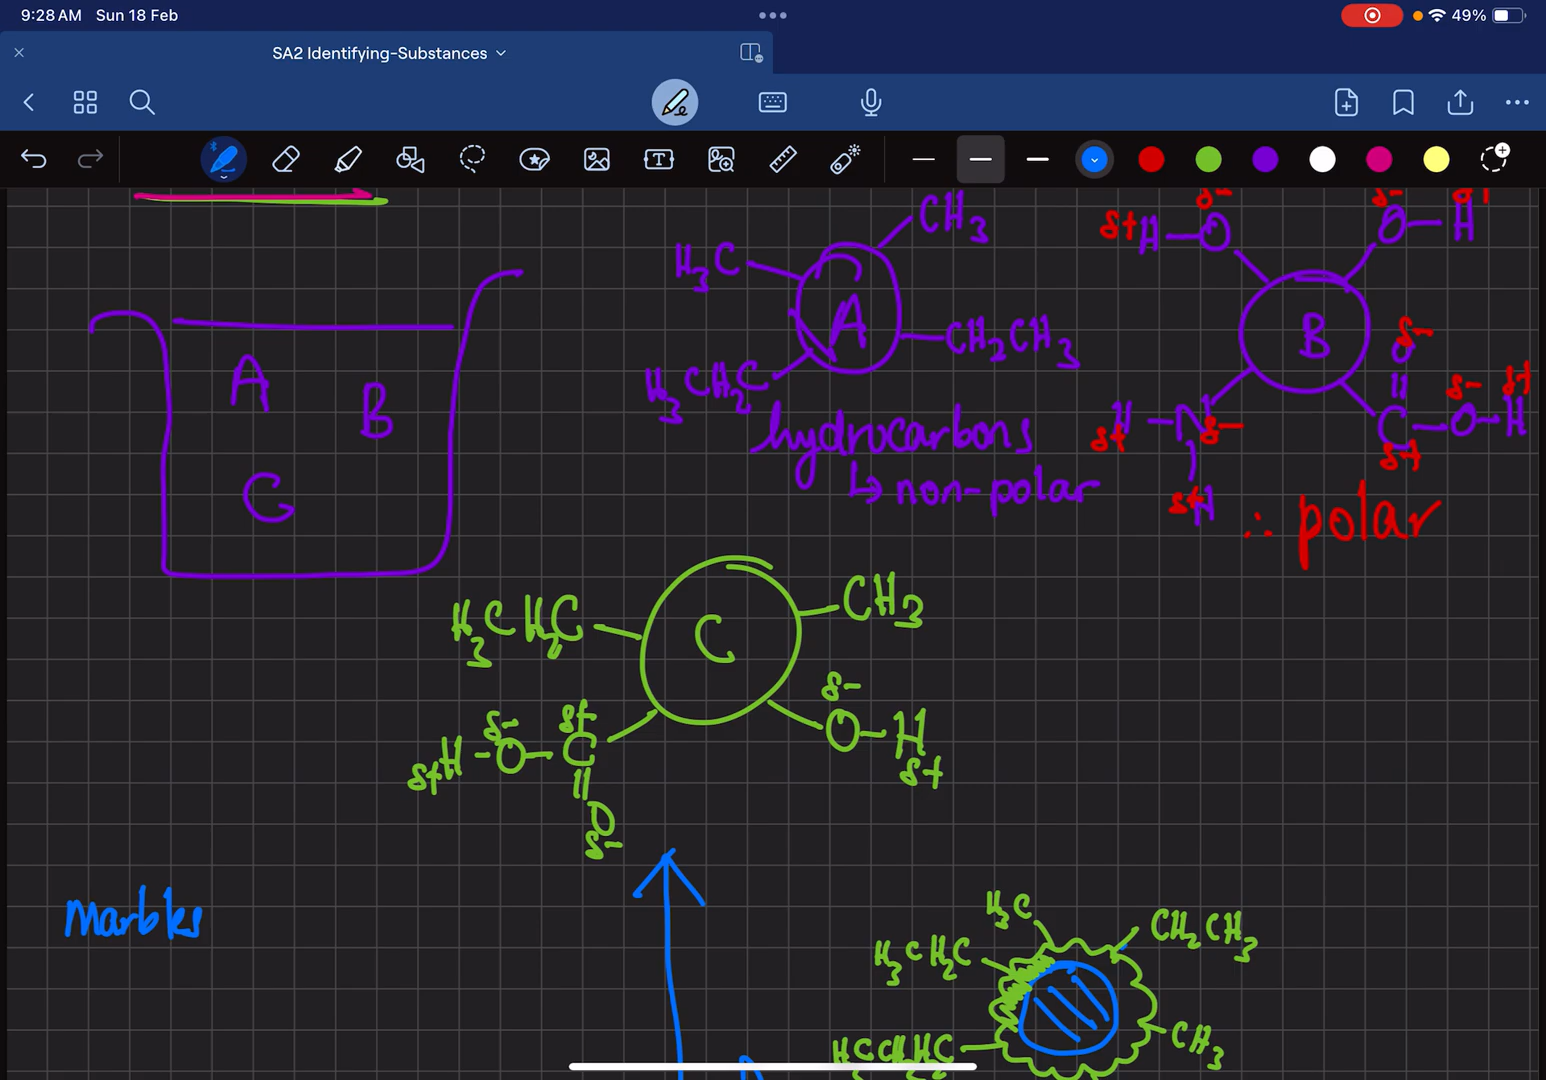 9:28 AM Sun 18 Feb
49%
SA2 Identifying-Substances
T
δ- δ- δ+
CH3
H3C
δ+ H-O
O-H
A
B
CH2CH3
H3CH2C
A
B
C
hydrocarbons
↳ non-polar
δ-
O
||
δ- δ+
C-O-H
δ+
H-N δ-
δ+
δ+ H
∴ polar
H3CH2C
C
CH3
δ-
O-H
δ+
δ- δ+
δ+ H-O-C
||
O
δ-
Marbles
H3C
H3CH2C
CH2CH3
CH3